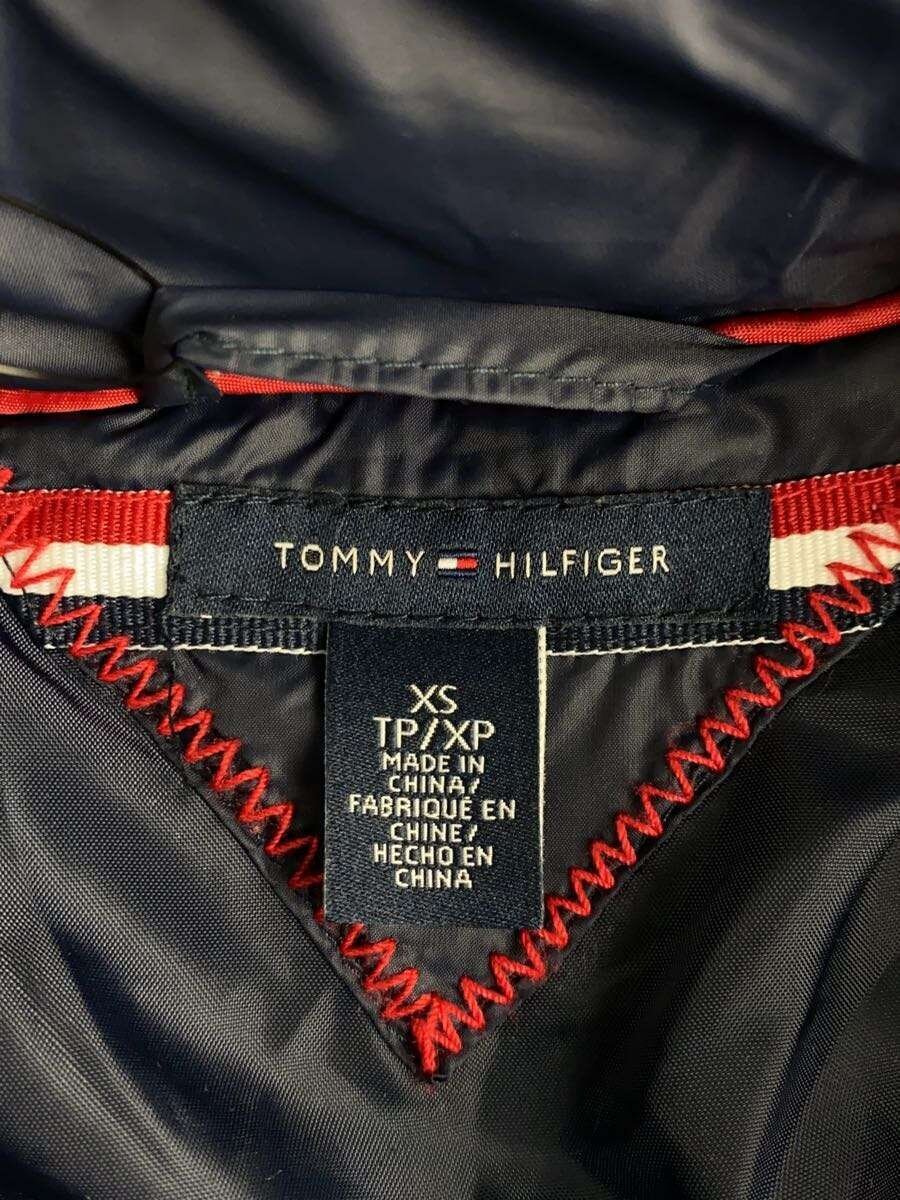 TOMMY HILFIGER
XS
TP/XP
MADE IN
CHINA/
FABRIQUÉ EN
CHINE/
HECHO EN
CHINA